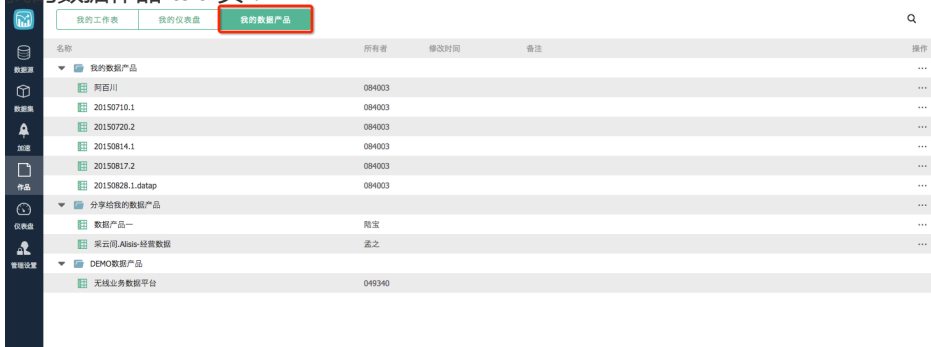 我的工作表 我的仪表盘 我的数据产品
名称 所有者 修改时间 备注 操作
数据源
数据集
加速
作品
仪表盘
管理设置
我的数据产品 ...
阿百川 084003 ...
20150710.1 084003 ...
20150720.2 084003 ...
20150814.1 084003 ...
20150817.2 084003 ...
20150828.1.datap 084003 ...
分享给我的数据产品 ...
数据产品一 陆宝 ...
采云间.Alisis-经营数据 孟之 ...
DEMO数据产品
无线业务数据平台 049340